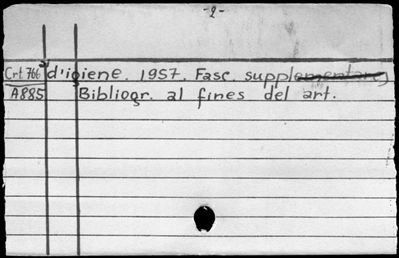 -2-
Crt 766 d'igiene. 1957. Fasc. supplementare,
A885 Bibliogr. al fines del art.